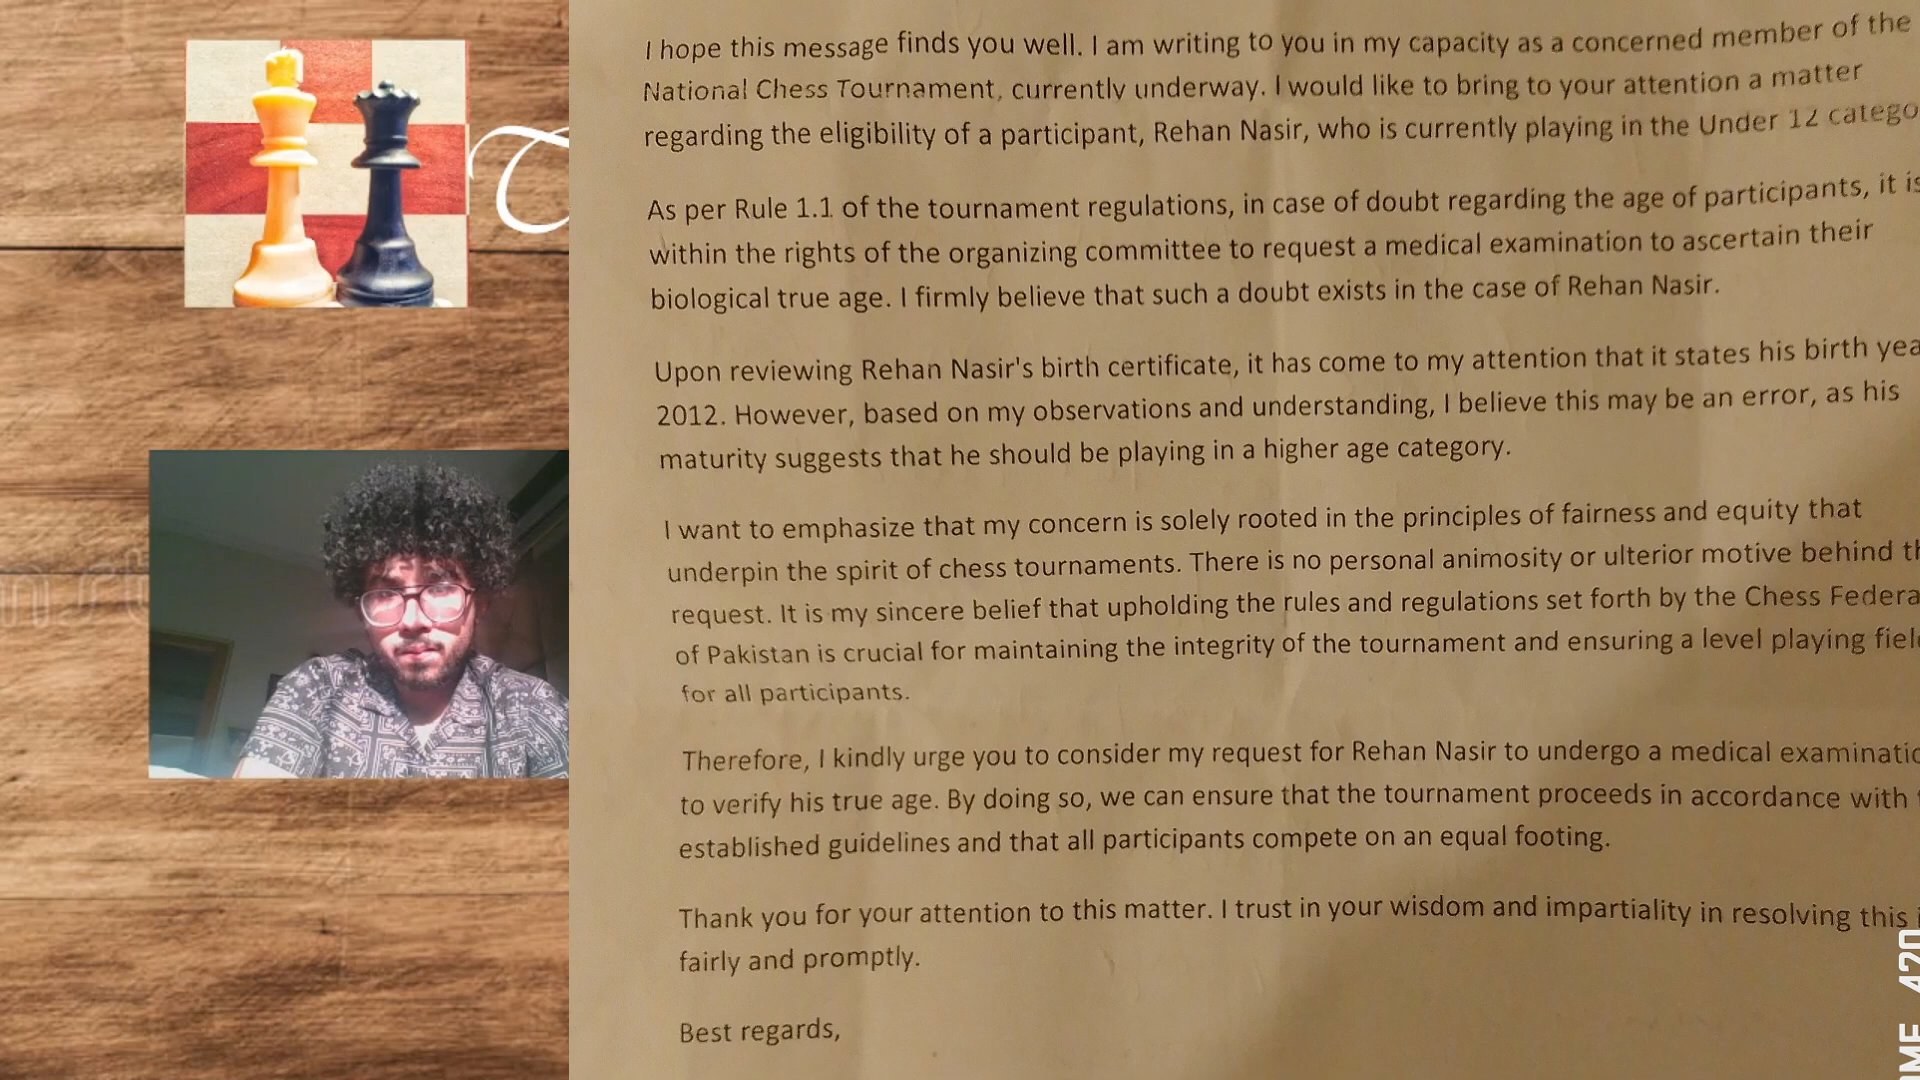 I hope this message finds you well. I am writing to you in my capacity as a concerned member of the
National Chess Tournament, currently underway. I would like to bring to your attention a matter
regarding the eligibility of a participant, Rehan Nasir, who is currently playing in the Under 12 catego
As per Rule 1.1 of the tournament regulations, in case of doubt regarding the age of participants, it is
within the rights of the organizing committee to request a medical examination to ascertain their
biological true age. I firmly believe that such a doubt exists in the case of Rehan Nasir.
Upon reviewing Rehan Nasir's birth certificate, it has come to my attention that it states his birth yea
2012. However, based on my observations and understanding, I believe this may be an error, as his
maturity suggests that he should be playing in a higher age category.
I want to emphasize that my concern is solely rooted in the principles of fairness and equity that
underpin the spirit of chess tournaments. There is no personal animosity or ulterior motive behind th
request. It is my sincere belief that upholding the rules and regulations set forth by the Chess Federa
of Pakistan is crucial for maintaining the integrity of the tournament and ensuring a level playing fiel
for all participants.
Therefore, I kindly urge you to consider my request for Rehan Nasir to undergo a medical examinatio
to verify his true age. By doing so, we can ensure that the tournament proceeds in accordance with
established guidelines and that all participants compete on an equal footing.
Thank you for your attention to this matter. I trust in your wisdom and impartiality in resolving this
fairly and promptly.
Best regards,
OME 420